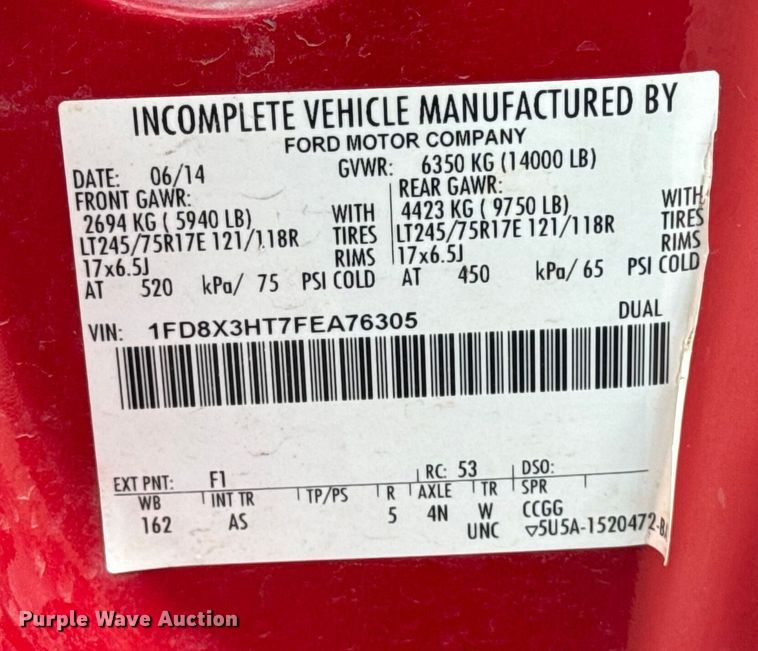 INCOMPLETE VEHICLE MANUFACTURED BY
FORD MOTOR COMPANY
DATE: 06/14 GVWR: 6350 KG (14000 LB)
FRONT GAWR: REAR GAWR:
2694 KG ( 5940 LB) WITH 4423 KG ( 9750 LB) WITH
LT245/75R17E 121/118R TIRES LT245/75R17E 121/118R TIRES
17x6.5J RIMS 17x6.5J RIMS
AT 520 kPa/ 75 PSI COLD AT 450 kPa/ 65 PSI COLD
VIN: 1FD8X3HT7FEA76305 DUAL
EXT PNT: F1 RC: 53 DSO:
WB INT TR TP/PS R AXLE TR SPR
162 AS 5 4N W CCGG
UNC ▽5U5A-1520472-
Purple Wave Auction